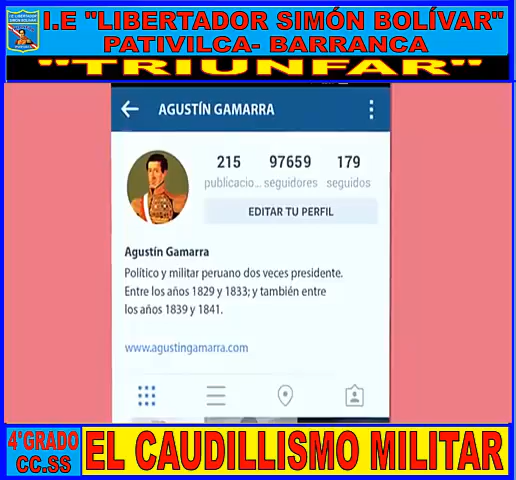 I.E "LIBERTADOR SIMÓN BOLÍVAR"
PATIVILCA- BARRANCA
"TRIUNFAR"
AGUSTÍN GAMARRA
215 97659 179
publicacio... seguidores seguidos
EDITAR TU PERFIL
Agustín Gamarra
Político y militar peruano dos veces presidente.
Entre los años 1829 y 1833; y también entre
los años 1839 y 1841.
www.agustingamarra.com
4°GRADO
CC.SS
EL CAUDILLISMO MILITAR